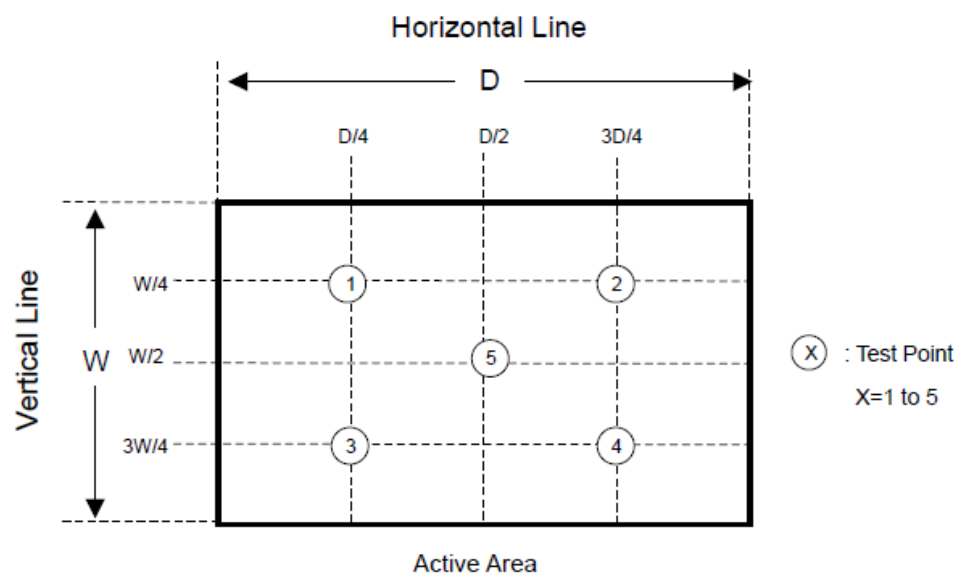 Horizontal Line
D
D/4 D/2 3D/4
Vertical Line
W
W/4
1 2
W/2
5
X : Test Point
X=1 to 5
3W/4
3 4
Active Area